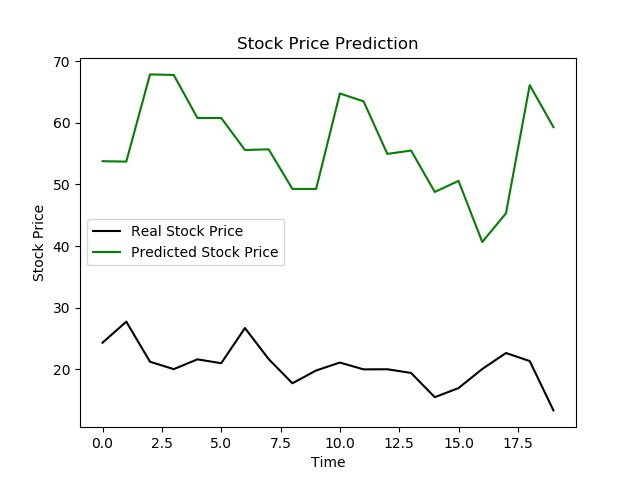 Stock Price Prediction
70
60
50
40
30
20
Stock Price
Real Stock Price
Predicted Stock Price
0.0 2.5 5.0 7.5 10.0 12.5 15.0 17.5
Time